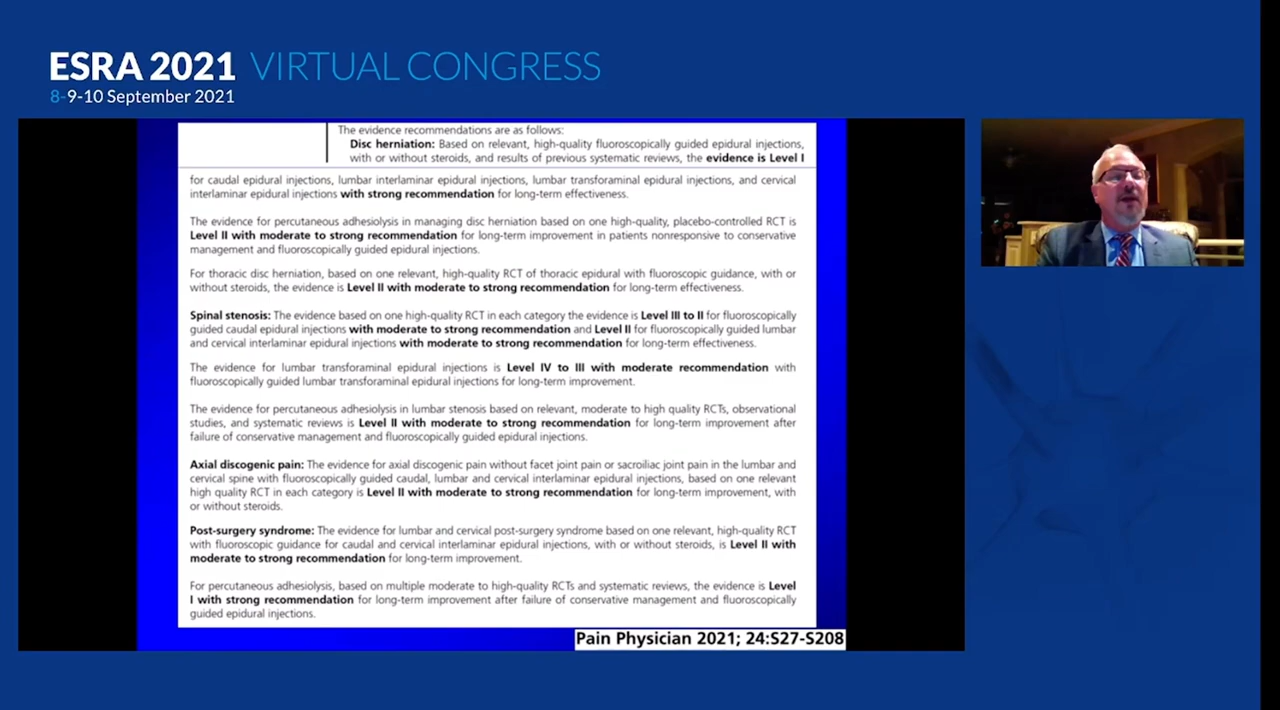 ESRA 2021 VIRTUAL CONGRESS
8-9-10 September 2021
The evidence recommendations are as follows:
Disc herniation: Based on relevant, high-quality fluoroscopically guided epidural injections,
with or without steroids, and results of previous systematic reviews, the evidence is Level I
for caudal epidural injections, lumbar interlaminar epidural injections, lumbar transforaminal epidural injections, and cervical
interlaminar epidural injections with strong recommendation for long-term effectiveness.
The evidence for percutaneous adhesiolysis in managing disc herniation based on one high-quality, placebo-controlled RCT is
Level II with moderate to strong recommendation for long-term improvement in patients nonresponsive to conservative
management and fluoroscopically guided epidural injections.
For thoracic disc herniation, based on one relevant, high-quality RCT of thoracic epidural with fluoroscopic guidance, with or
without steroids, the evidence is Level II with moderate to strong recommendation for long-term effectiveness.
Spinal stenosis: The evidence based on one high-quality RCT in each category the evidence is Level III to II for fluoroscopically
guided caudal epidural injections with moderate to strong recommendation and Level II for fluoroscopically guided lumbar
and cervical interlaminar epidural injections with moderate to strong recommendation for long-term effectiveness.
The evidence for lumbar transforaminal epidural injections is Level IV to III with moderate recommendation with
fluoroscopically guided lumbar transforaminal epidural injections for long-term improvement.
The evidence for percutaneous adhesiolysis in lumbar stenosis based on relevant, moderate to high quality RCTs, observational
studies, and systematic reviews is Level II with moderate to strong recommendation for long-term improvement after
failure of conservative management and fluoroscopically guided epidural injections.
Axial discogenic pain: The evidence for axial discogenic pain without facet joint pain or sacroiliac joint pain in the lumbar and
cervical spine with fluoroscopically guided caudal, lumbar and cervical interlaminar epidural injections, based on one relevant
high quality RCT in each category is Level II with moderate to strong recommendation for long-term improvement, with
or without steroids.
Post-surgery syndrome: The evidence for lumbar and cervical post-surgery syndrome based on one relevant, high-quality RCT
with fluoroscopic guidance for caudal and cervical interlaminar epidural injections, with or without steroids, is Level II with
moderate to strong recommendation for long-term improvement.
For percutaneous adhesiolysis, based on multiple moderate to high-quality RCTs and systematic reviews, the evidence is Level
I with strong recommendation for long-term improvement after failure of conservative management and fluoroscopically
guided epidural injections.
Pain Physician 2021; 24:S27-S208